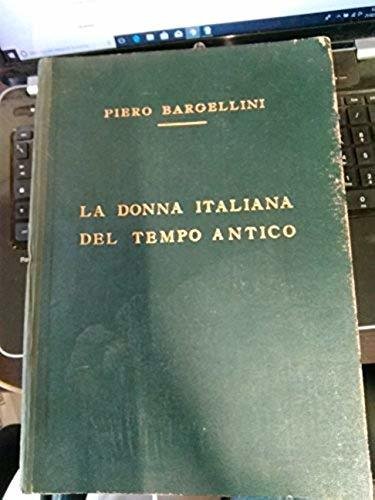 PIERO BARGELLINI
LA DONNA ITALIANA
DEL TEMPO ANTICO